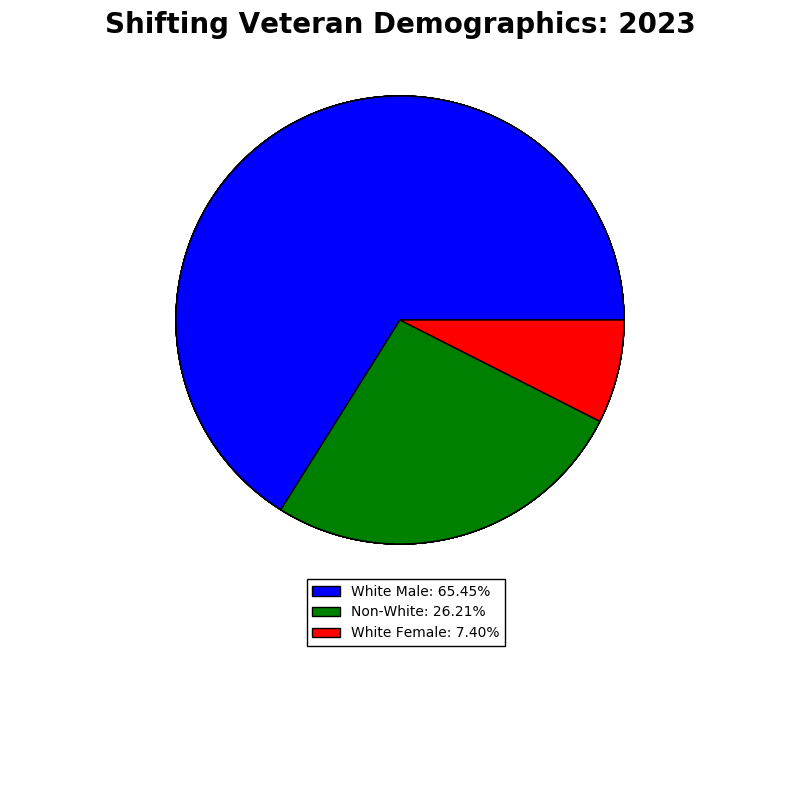 Shifting Veteran Demographics: 2023
White Male: 65.45%
Non-White: 26.21%
White Female: 7.40%